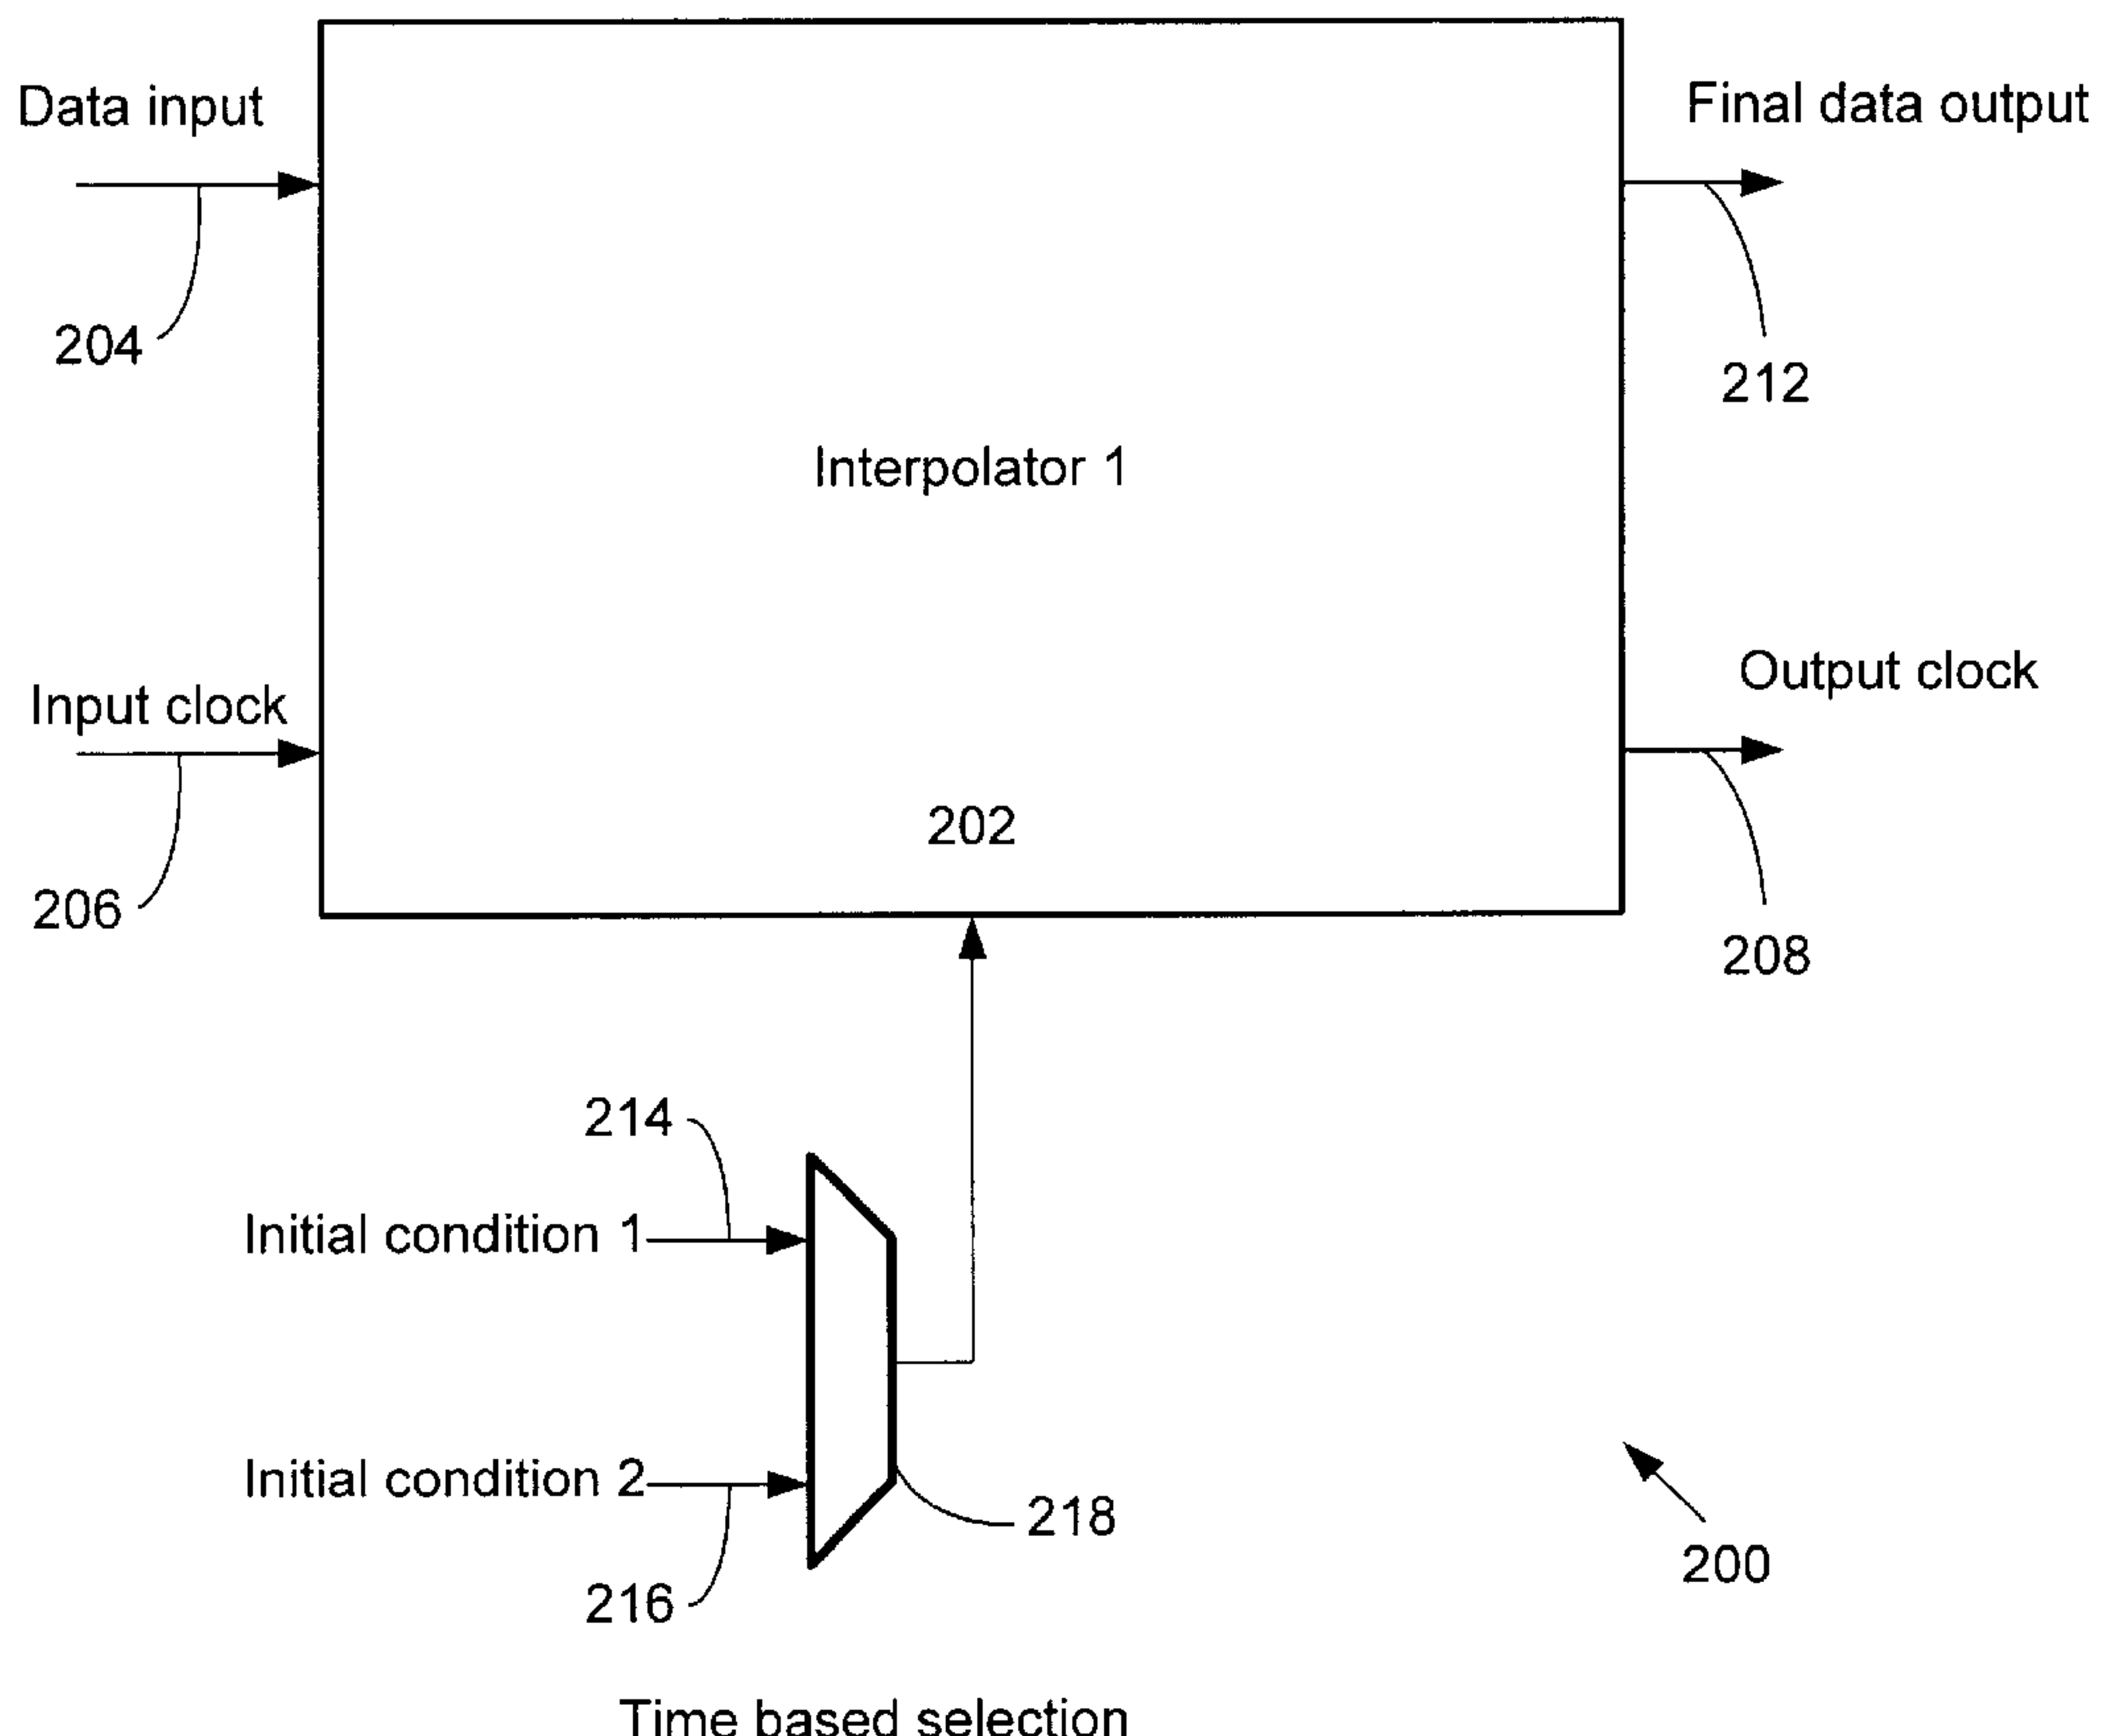 Data input
Final data output
204
212
Interpolator 1
Input clock
Output clock
202
206
208
214
Initial condition 1
Initial condition 2
218
216
200
Time based selection